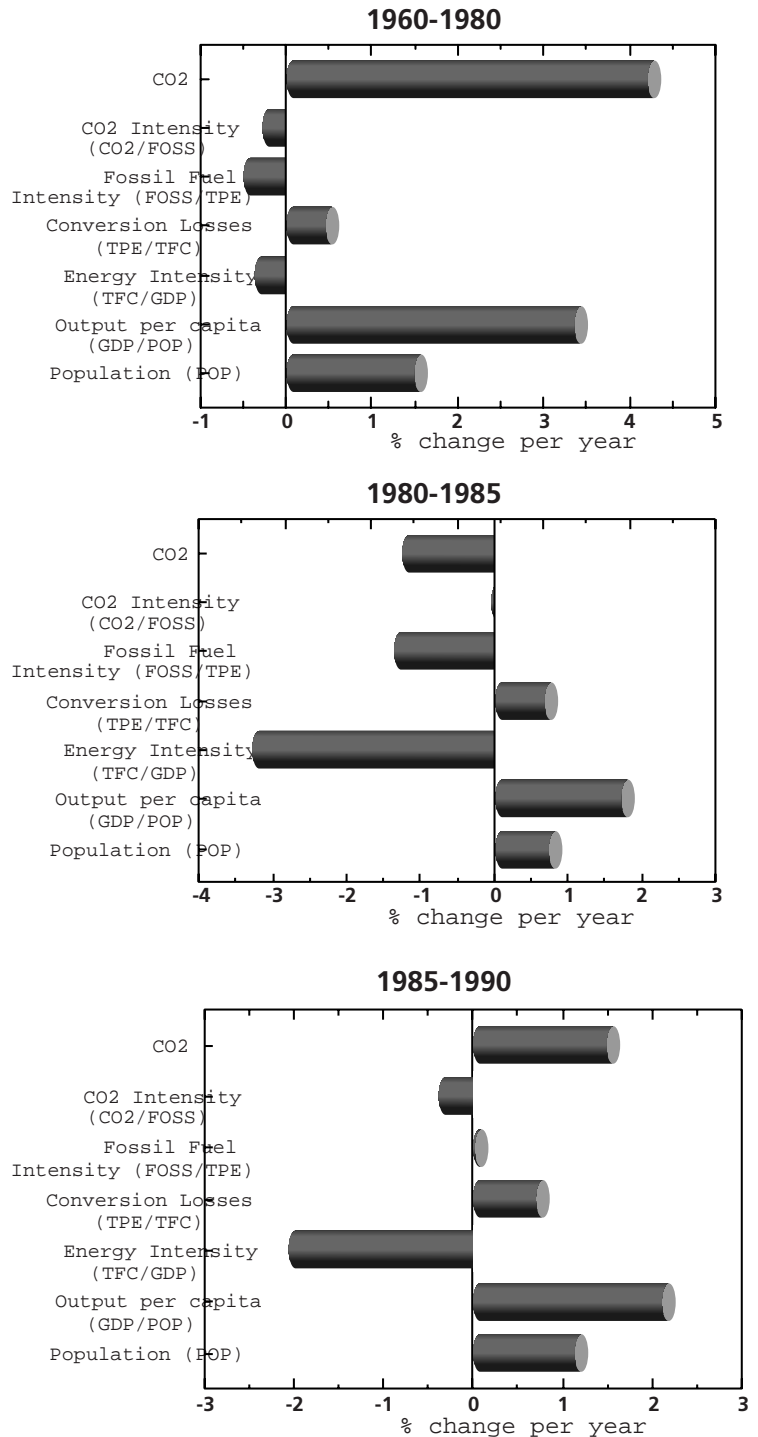 1960-1980
CO2
CO2 Intensity
(CO2/FOSS)
Fossil Fuel
Intensity (FOSS/TPE)
Conversion Losses
(TPE/TFC)
Energy Intensity
(TFC/GDP)
Output per capita
(GDP/POP)
Population (POP)
-1 0 1 2 3 4 5
% change per year
1980-1985
CO2
CO2 Intensity
(CO2/FOSS)
Fossil Fuel
Intensity (FOSS/TPE)
Conversion Losses
(TPE/TFC)
Energy Intensity
(TFC/GDP)
Output per capita
(GDP/POP)
Population (POP)
-4 -3 -2 -1 0 1 2 3
% change per year
1985-1990
CO2
CO2 Intensity
(CO2/FOSS)
Fossil Fuel
Intensity (FOSS/TPE)
Conversion Losses
(TPE/TFC)
Energy Intensity
(TFC/GDP)
Output per capita
(GDP/POP)
Population (POP)
-3 -2 -1 0 1 2 3
% change per year